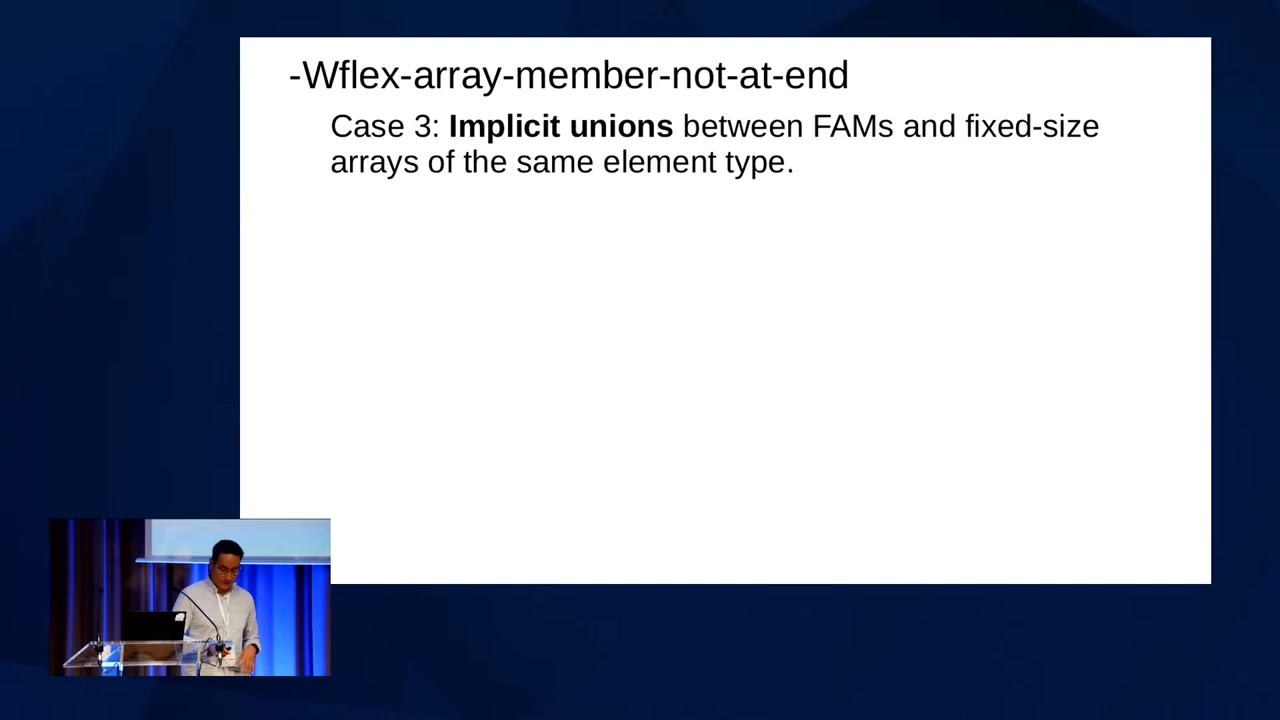 -Wflex-array-member-not-at-end
Case 3: Implicit unions between FAMs and fixed-size
arrays of the same element type.